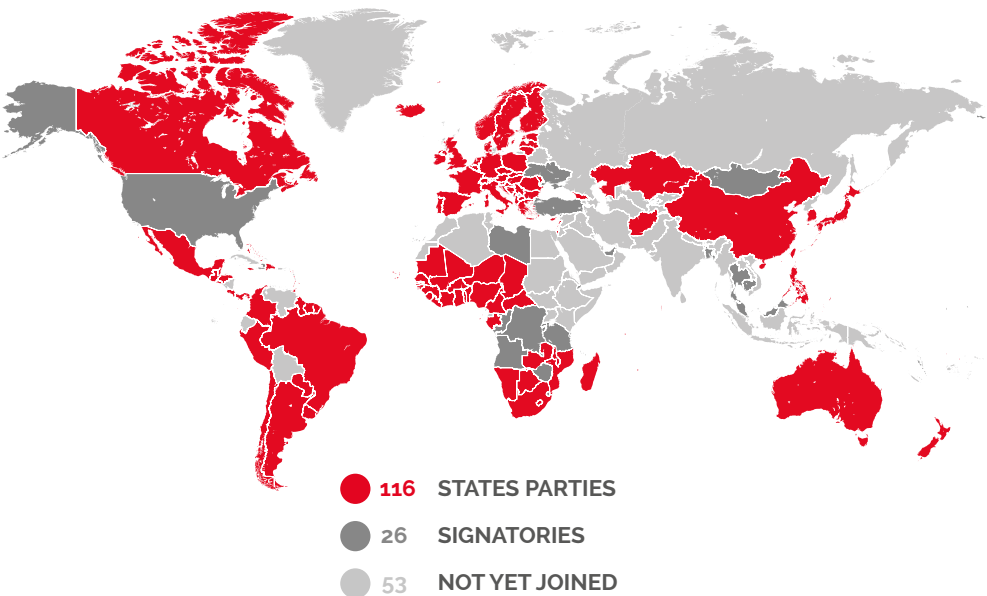 116 STATES PARTIES
26 SIGNATORIES
53 NOT YET JOINED